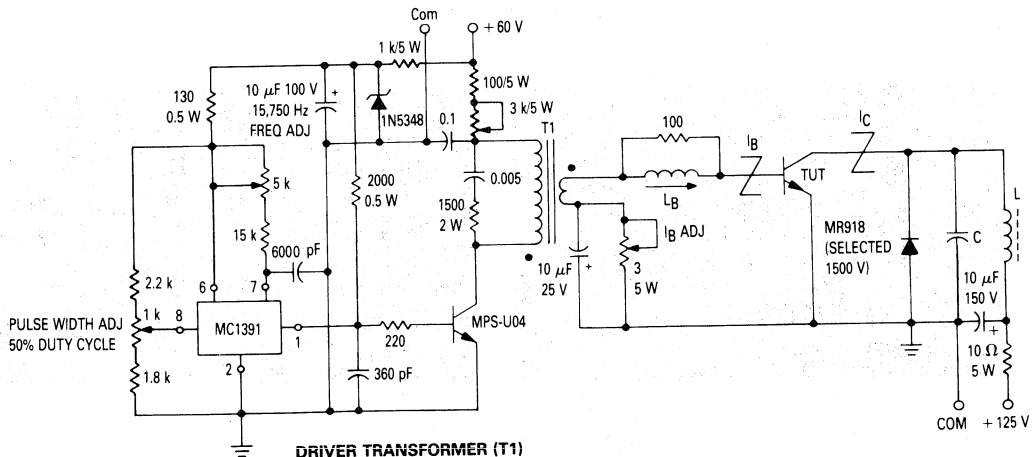 Com
+ 60 V
1 k/5 W
100/5 W
130
0.5 W
10 μF 100 V
15,750 Hz
FREQ ADJ
+
1N5348
3 k/5 W
0.1
T1
100
I_B
I_C
TUT
5 k
2000
0.5 W
0.005
L_B
L
1500
2 W
I_B ADJ
MR918
(SELECTED
1500 V)
C
15 k
6000 pF
10 μF
25 V
+
3
5 W
10 μF
150 V
+
2.2 k
6
7
PULSE WIDTH ADJ
50% DUTY CYCLE
1 k
8
MC1391
1
220
MPS-U04
10 Ω
5 W
1.8 k
2
360 pF
COM
+ 125 V
DRIVER TRANSFORMER (T1)